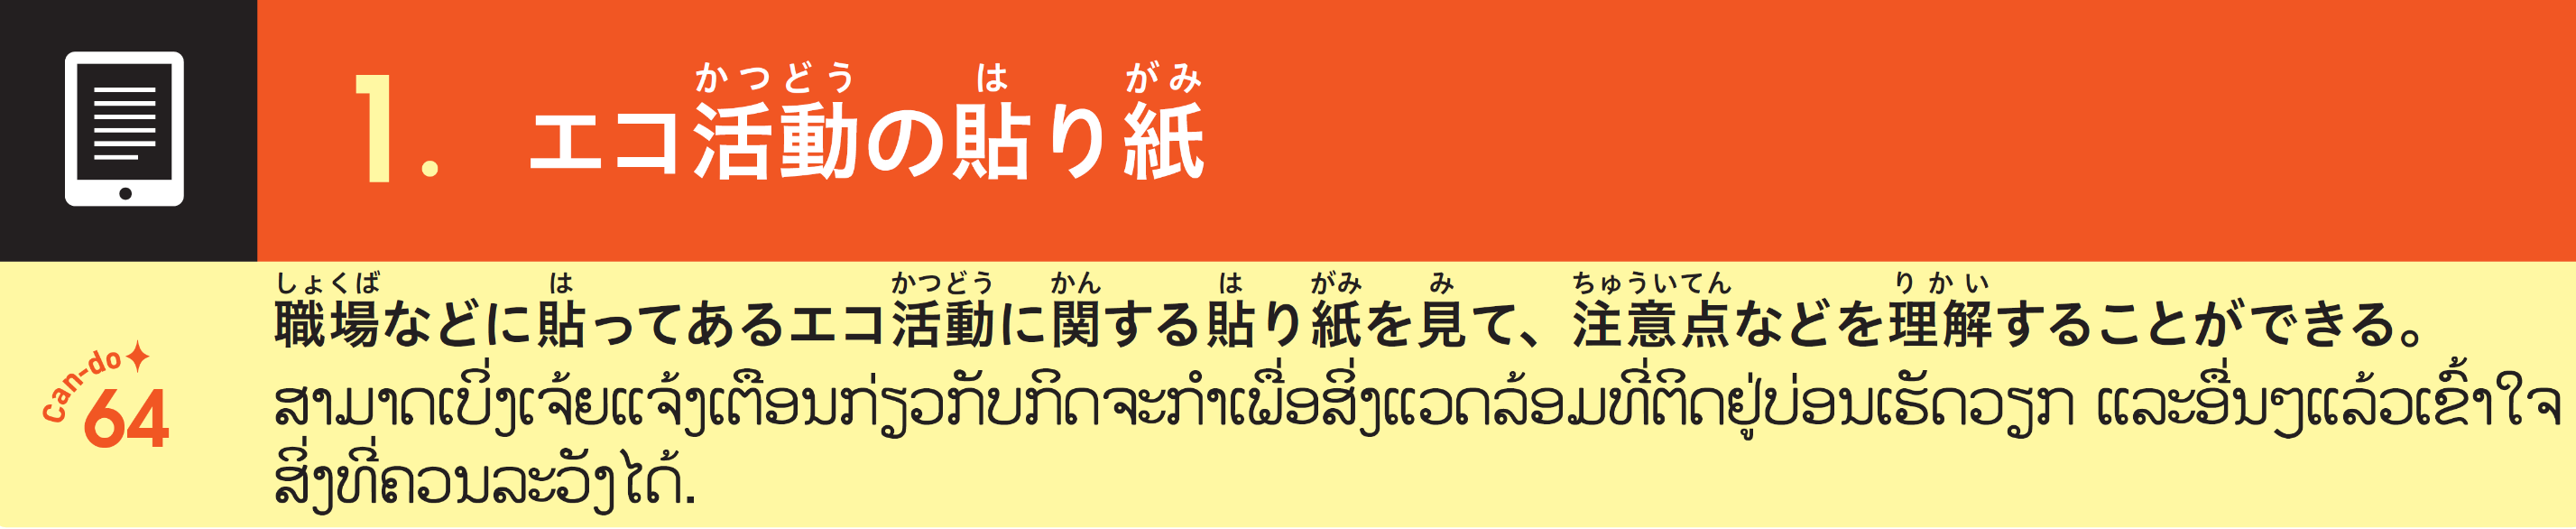 かつどう は がみ
1. エコ活動の貼り紙
しょくば は かつどう かん は がみ み ちゅういてん りかい
職場などに貼ってあるエコ活動に関する貼り紙を見て、注意点などを理解することができる。
Can-do
64
ສາມາດເບິ່ງເຈ້ຍແຈ້ງເຕືອນກ່ຽວກັບກິດຈະກຳເພື່ອສິ່ງແວດລ້ອມທີ່ຕິດຢູ່ບ່ອນເຮັດວຽກ ແລະອື່ນໆແລ້ວເຂົ້າໃຈ
ສິ່ງທີ່ຄວນລະວັງໄດ້.